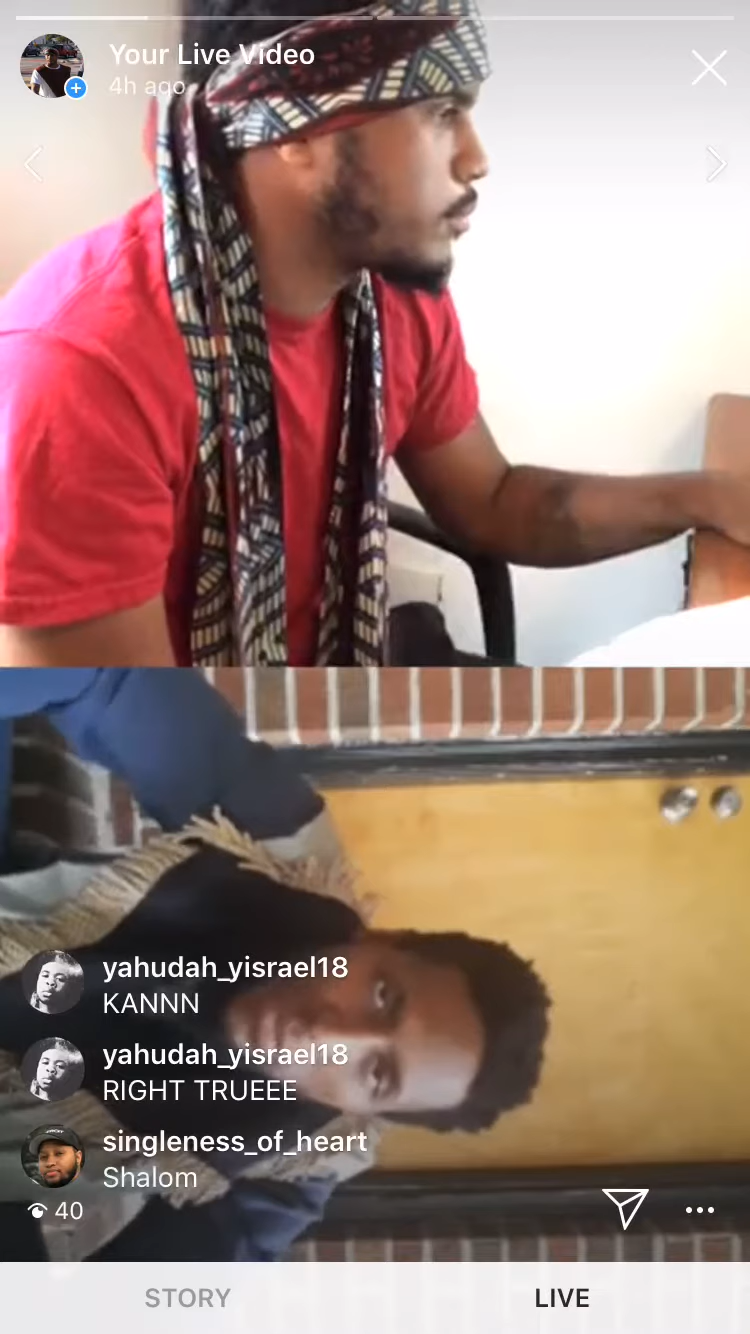 Your Live Video
4h ago
yahudah_yisrael18
KANNN
yahudah_yisrael18
RIGHT TRUEEE
singleness_of_heart
Shalom
40
STORY
LIVE